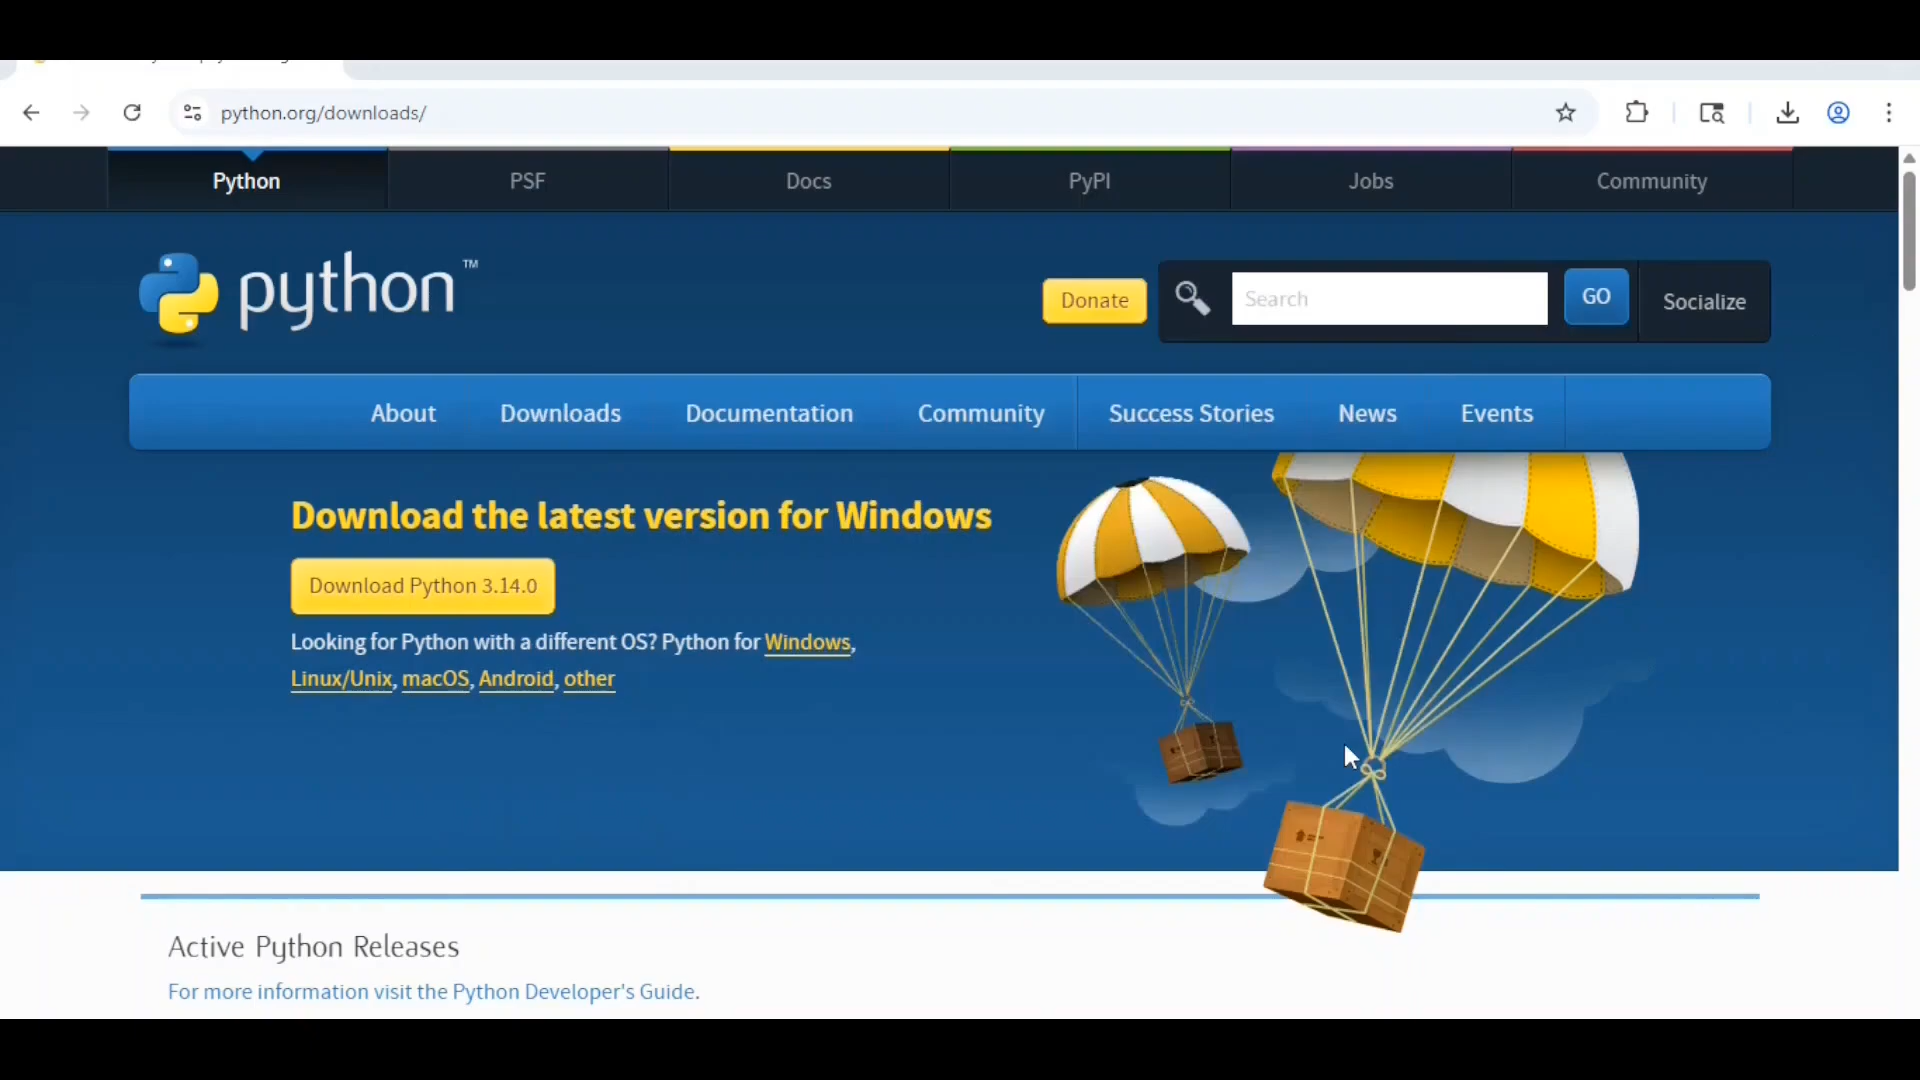 python.org/downloads/
Python
PSF
Docs
PyPI
Jobs
Community
python™
Donate
Search
GO
Socialize
About
Downloads
Documentation
Community
Success Stories
News
Events
Download the latest version for Windows
Download Python 3.14.0
Looking for Python with a different OS? Python for Windows,
Linux/Unix, macOS, Android, other
Active Python Releases
For more information visit the Python Developer's Guide.